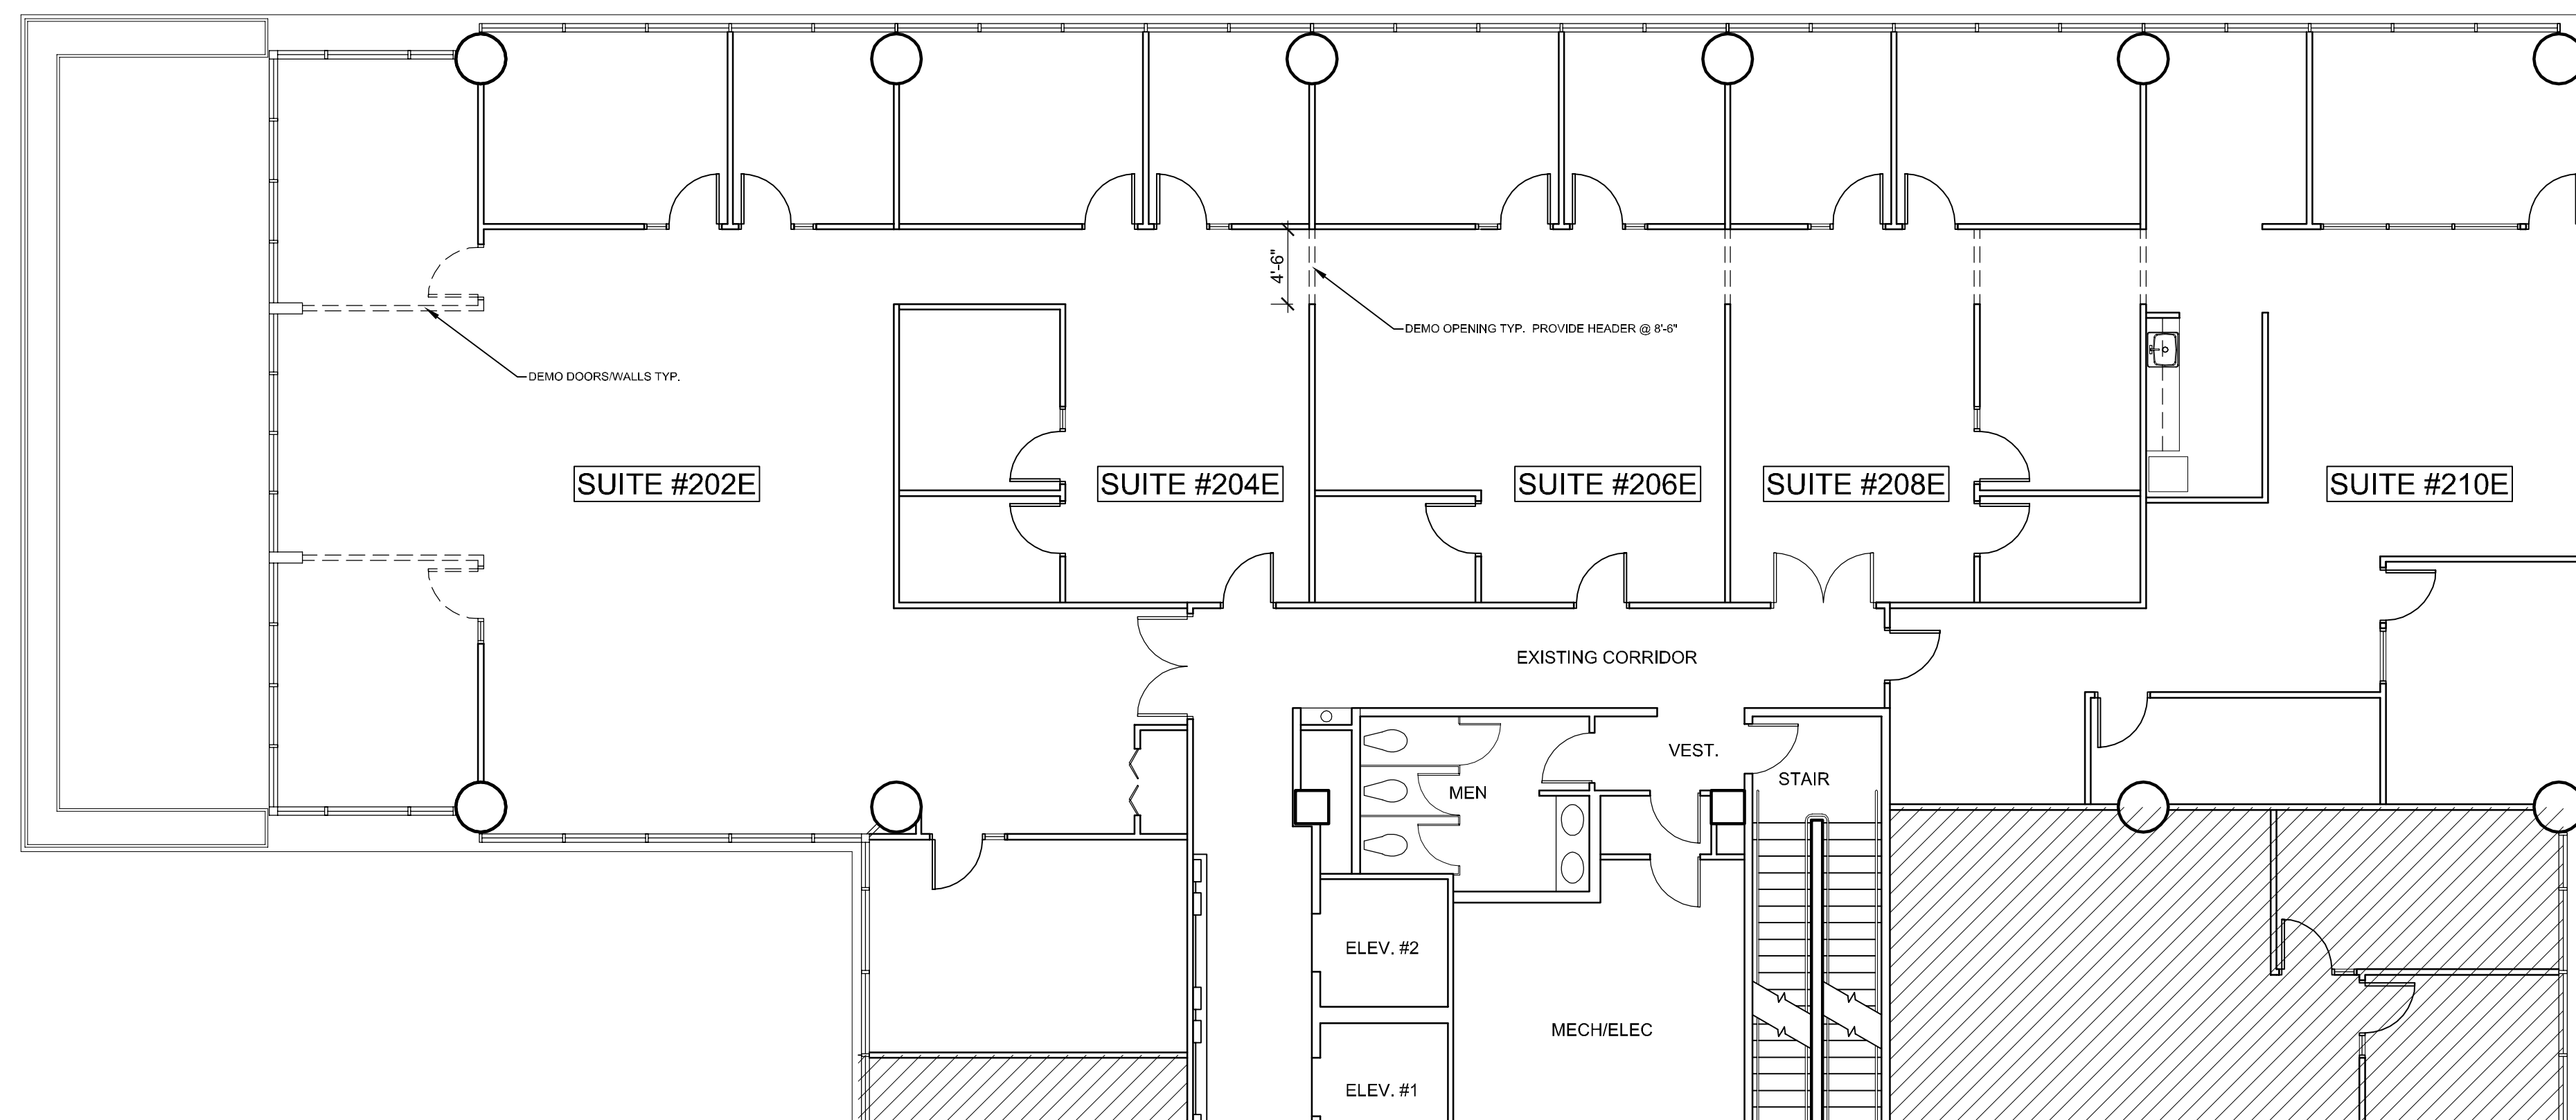 4'-6"
DEMO OPENING TYP.  PROVIDE HEADER @ 8'-6"
DEMO DOORS/WALLS TYP.
SUITE #202E
SUITE #204E
SUITE #206E
SUITE #208E
SUITE #210E
EXISTING CORRIDOR
VEST.
STAIR
MEN
ELEV. #2
MECH/ELEC
ELEV. #1